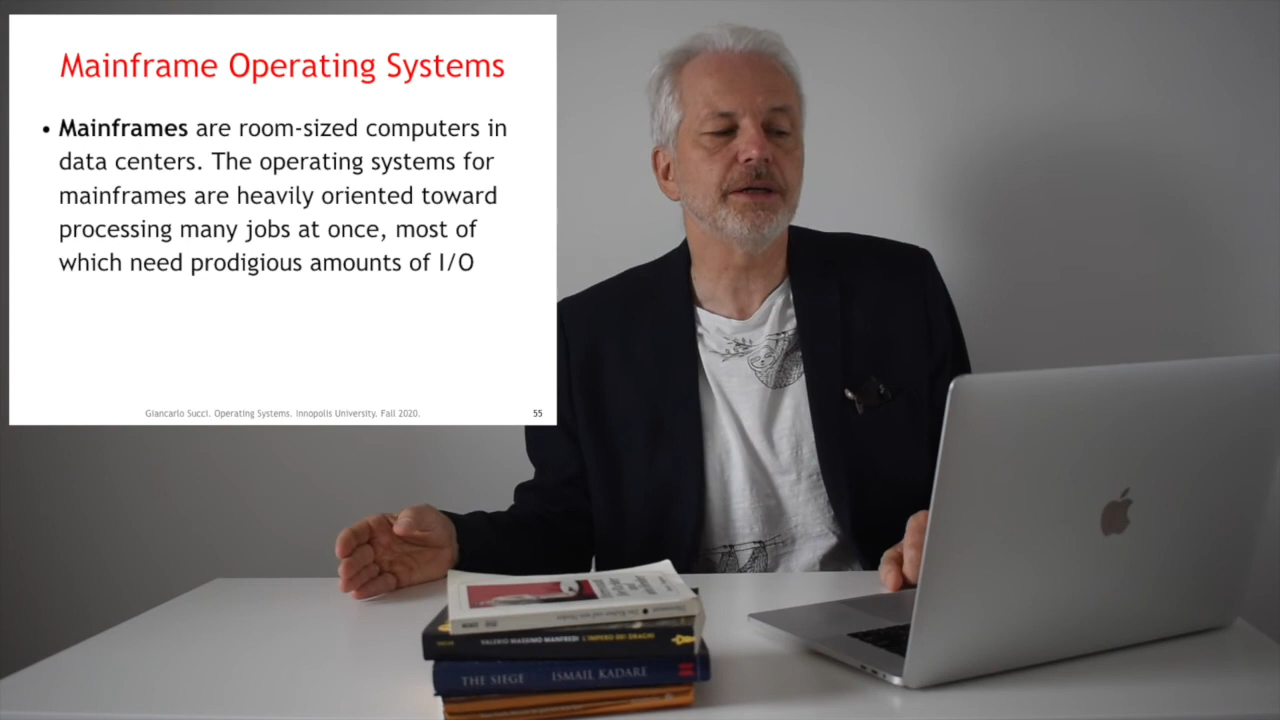 Mainframe Operating Systems
• Mainframes are room-sized computers in
data centers. The operating systems for
mainframes are heavily oriented toward
processing many jobs at once, most of
which need prodigious amounts of I/O
Giancarlo Succi. Operating Systems. Innopolis University. Fall 2020.
55
VALERIO MASSIMO MANFREDI L'IMPERO DEI DRAGHI
THE SIEGE ISMAIL KADARE